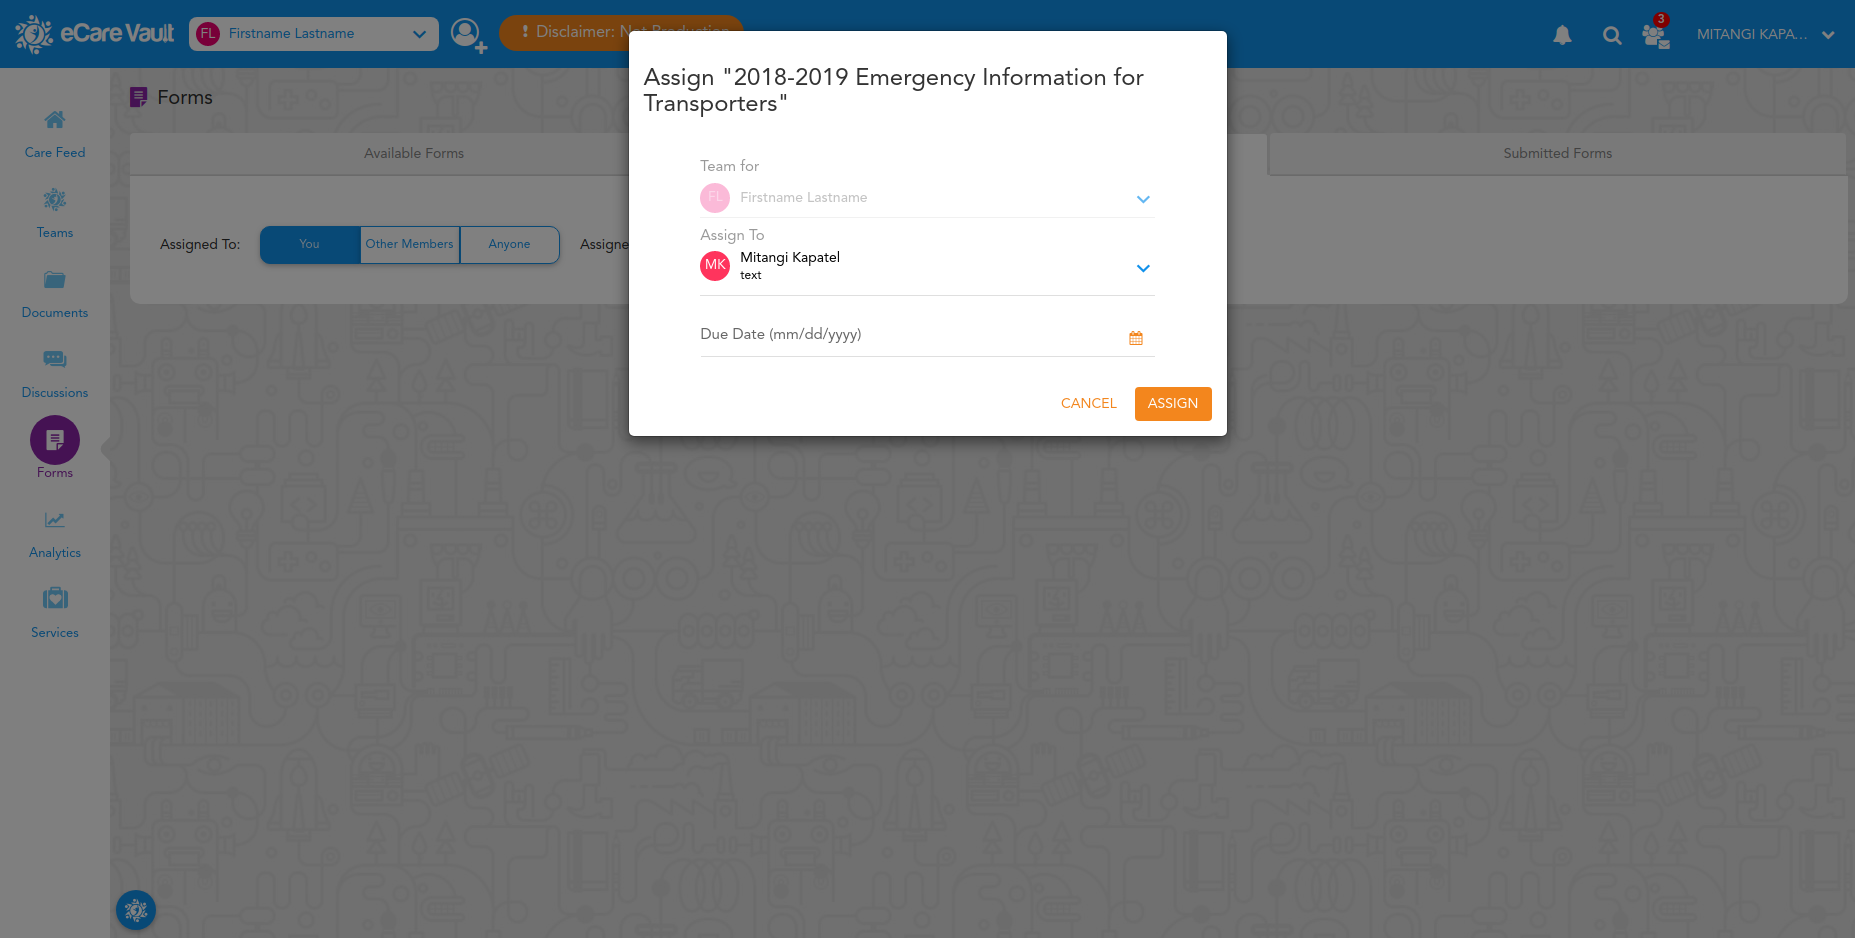 eCare Vault
FL Firstname Lastname
Disclaimer: Not Production
3
MITANGI KAPA...
Forms
Care Feed
Teams
Documents
Discussions
Forms
Analytics
Services
Available Forms
Submitted Forms
Assigned To:
You
Other Members
Anyone
Assigne
Assign "2018-2019 Emergency Information for
Transporters"
Team for
FL Firstname Lastname
Assign To
MK Mitangi Kapatel
text
Due Date (mm/dd/yyyy)
CANCEL
ASSIGN